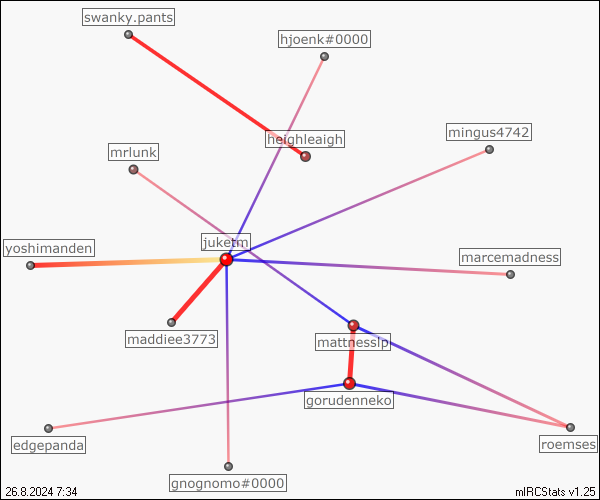 swanky.pants
hjoenk#0000
heighleaigh
mingus4742
mrlunk
juketm
yoshimanden
marcemadness
maddiee3773
mattnesslp
gorudenneko
edgepanda
roemses
gnognomo#0000
26.8.2024 7:34
mIRCStats v1.25